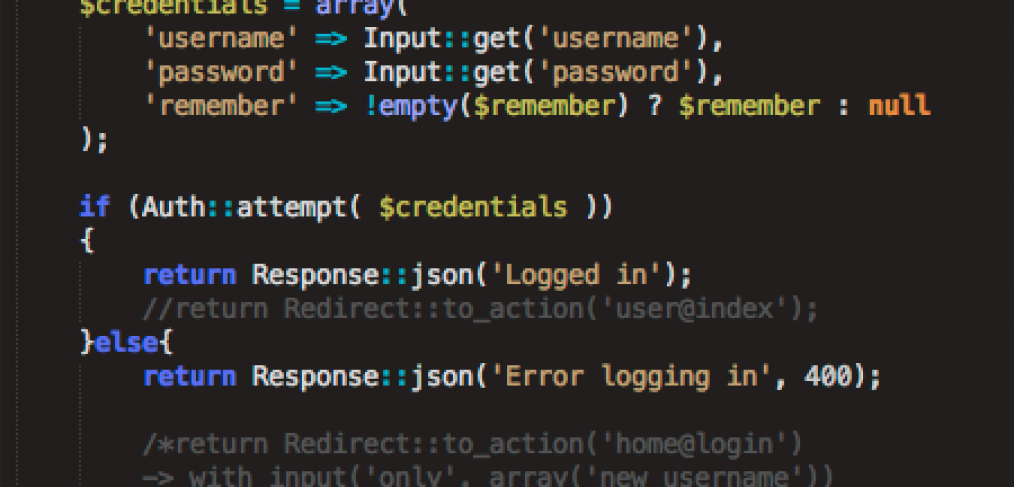 $credentials = array(
'username' => Input::get('username'),
'password' => Input::get('password'),
'remember' => !empty($remember) ? $remember : null
);
if (Auth::attempt( $credentials ))
{
return Response::json('Logged in');
//return Redirect::to_action('user@index');
}else{
return Response::json('Error logging in', 400);
/*return Redirect::to_action('home@login')
-> with_input('only', array('new_username'))